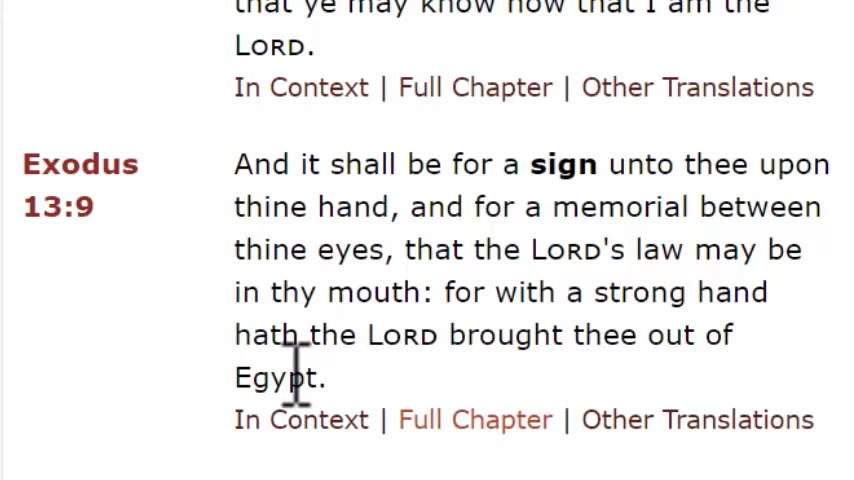 that ye may know how that I am the
LORD.
In Context | Full Chapter | Other Translations
Exodus
13:9
And it shall be for a sign unto thee upon
thine hand, and for a memorial between
thine eyes, that the LORD's law may be
in thy mouth: for with a strong hand
hath the LORD brought thee out of
Egypt.
In Context | Full Chapter | Other Translations